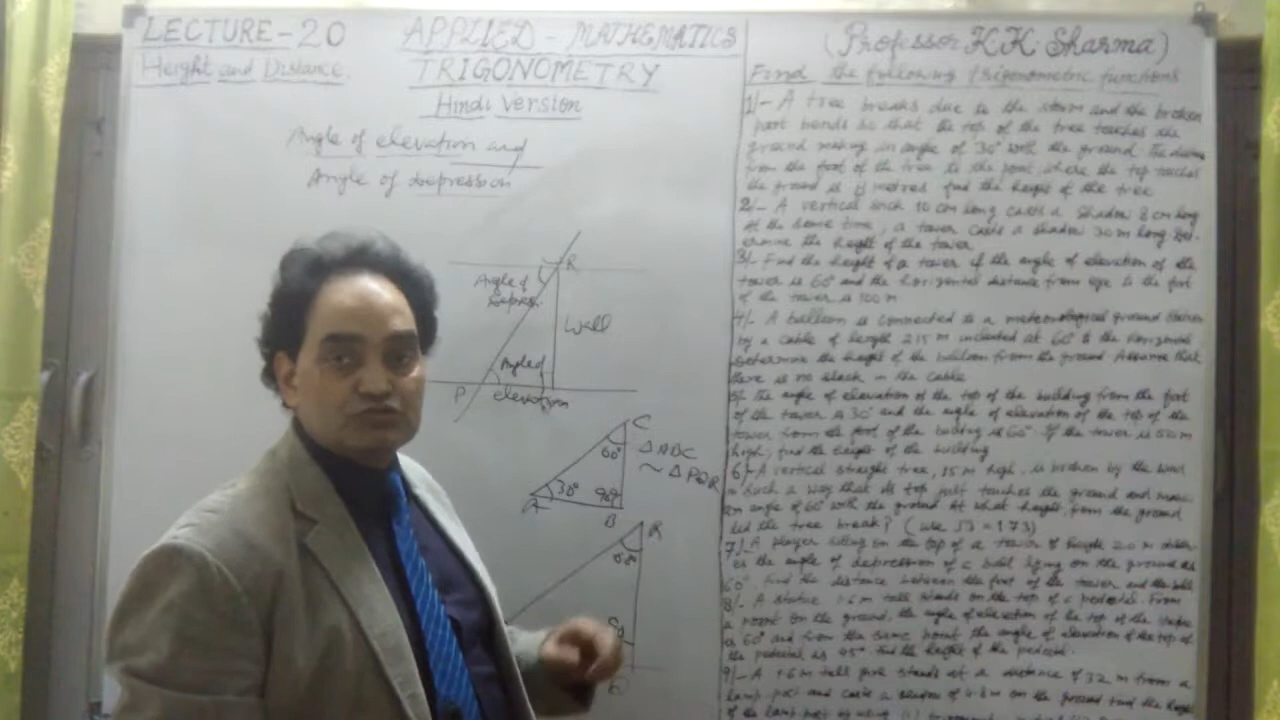 LECTURE-20
Height and Distance.
APPLIED - MATHEMATICS
TRIGONOMETRY
Hindi Version
Angle of elevation and
Angle of Depression
R
Angle of
Depres.
Wall
Angle of
P
elevation
C
60°
30°
90°
A
B
△ABC
~ △PQR
R
60°
Q
(Professor K.K. Sharma)
Find the following trigonometric functions
1/- A tree breaks due to the storm and the broken
part bends so that the top of the tree touches the
ground making an angle of 30° with the ground. The
from the foot of the tree to the point where the top touches
the ground is 8 metres find the height of the tree
2/- A vertical stick 10 cm long casts a shadow 8 cm long
At the same time, a tower casts a shadow 30 m long Det-
ermine the height of the tower
3/- Find the height of a tower if the angle of elevation of the
tower is 60° and the horizontal distance from eye to the foot
of the tower is 100 m
4/- A balloon is connected to a meteorological ground station
by a cable of length 215 m inclined at 60° to the horizontal
determine the height of the balloon from the ground Assume that
there is no slack in the cable
5/- The angle of elevation of the top of the building from the foot
of the tower is 30° and the angle of elevation of the top of the
tower from the foot of the building is 60°. If the tower is 50m
high, find the height of the building
6/- A vertical straight tree, 15 m high, is broken by the wind
in such a way that its top just touches the ground and makes
an angle of 60° with the ground At what height from the ground
did the tree break? (use √3 = 1.73)
7/- A player sitting on the top of a tower of height 20 m
es the angle of depression of a ball lying on the ground as
60°. Find the distance between the foot of the tower and the ball
8/- A statue 1.6 m tall stands on the top of a pedestal. From
a point on the ground, the angle of elevation of the top of the statue
is 60° and from the same point the angle of elevation of the top of
the pedestal is 45°. Find the height of the pedestal.
9/- A 1.6 m tall girl stands at a distance of 3.2 m from a
lamp-post and casts a shadow of 4.8 m on the ground find the height
of the lamp-post by using (i)